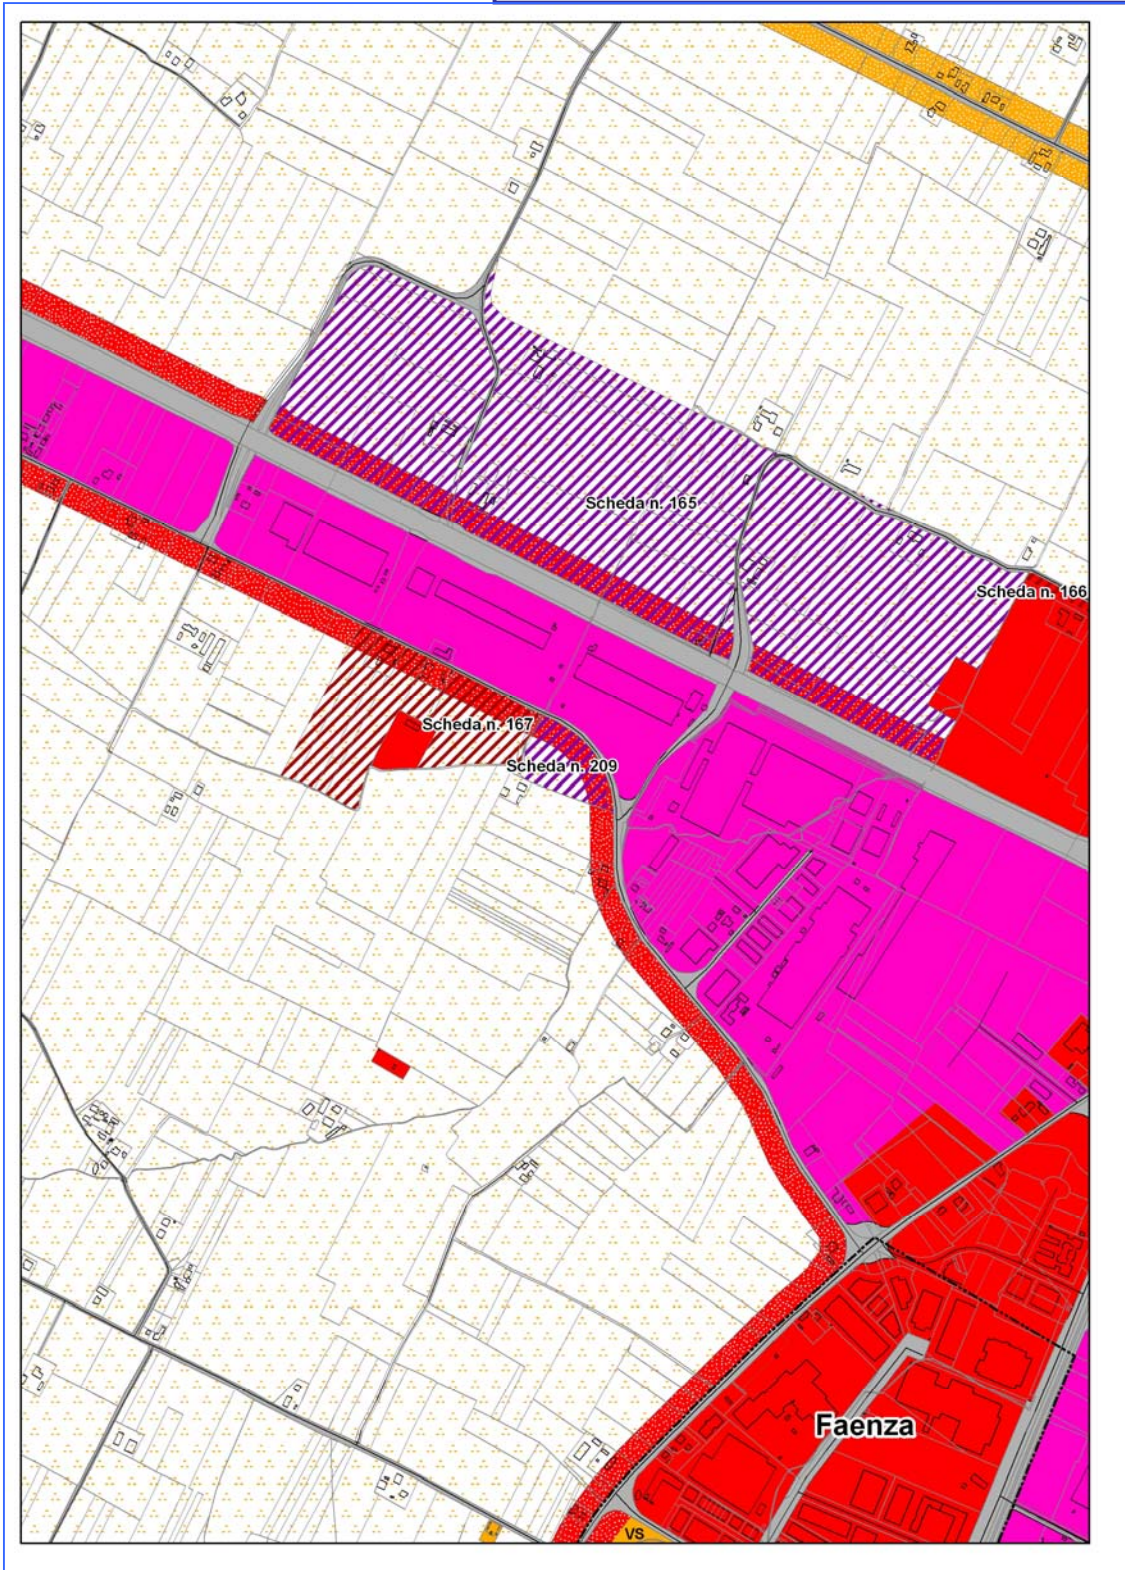 Scheda n. 165
Scheda n. 166
Scheda n. 167
Scheda n. 209
Faenza
VS